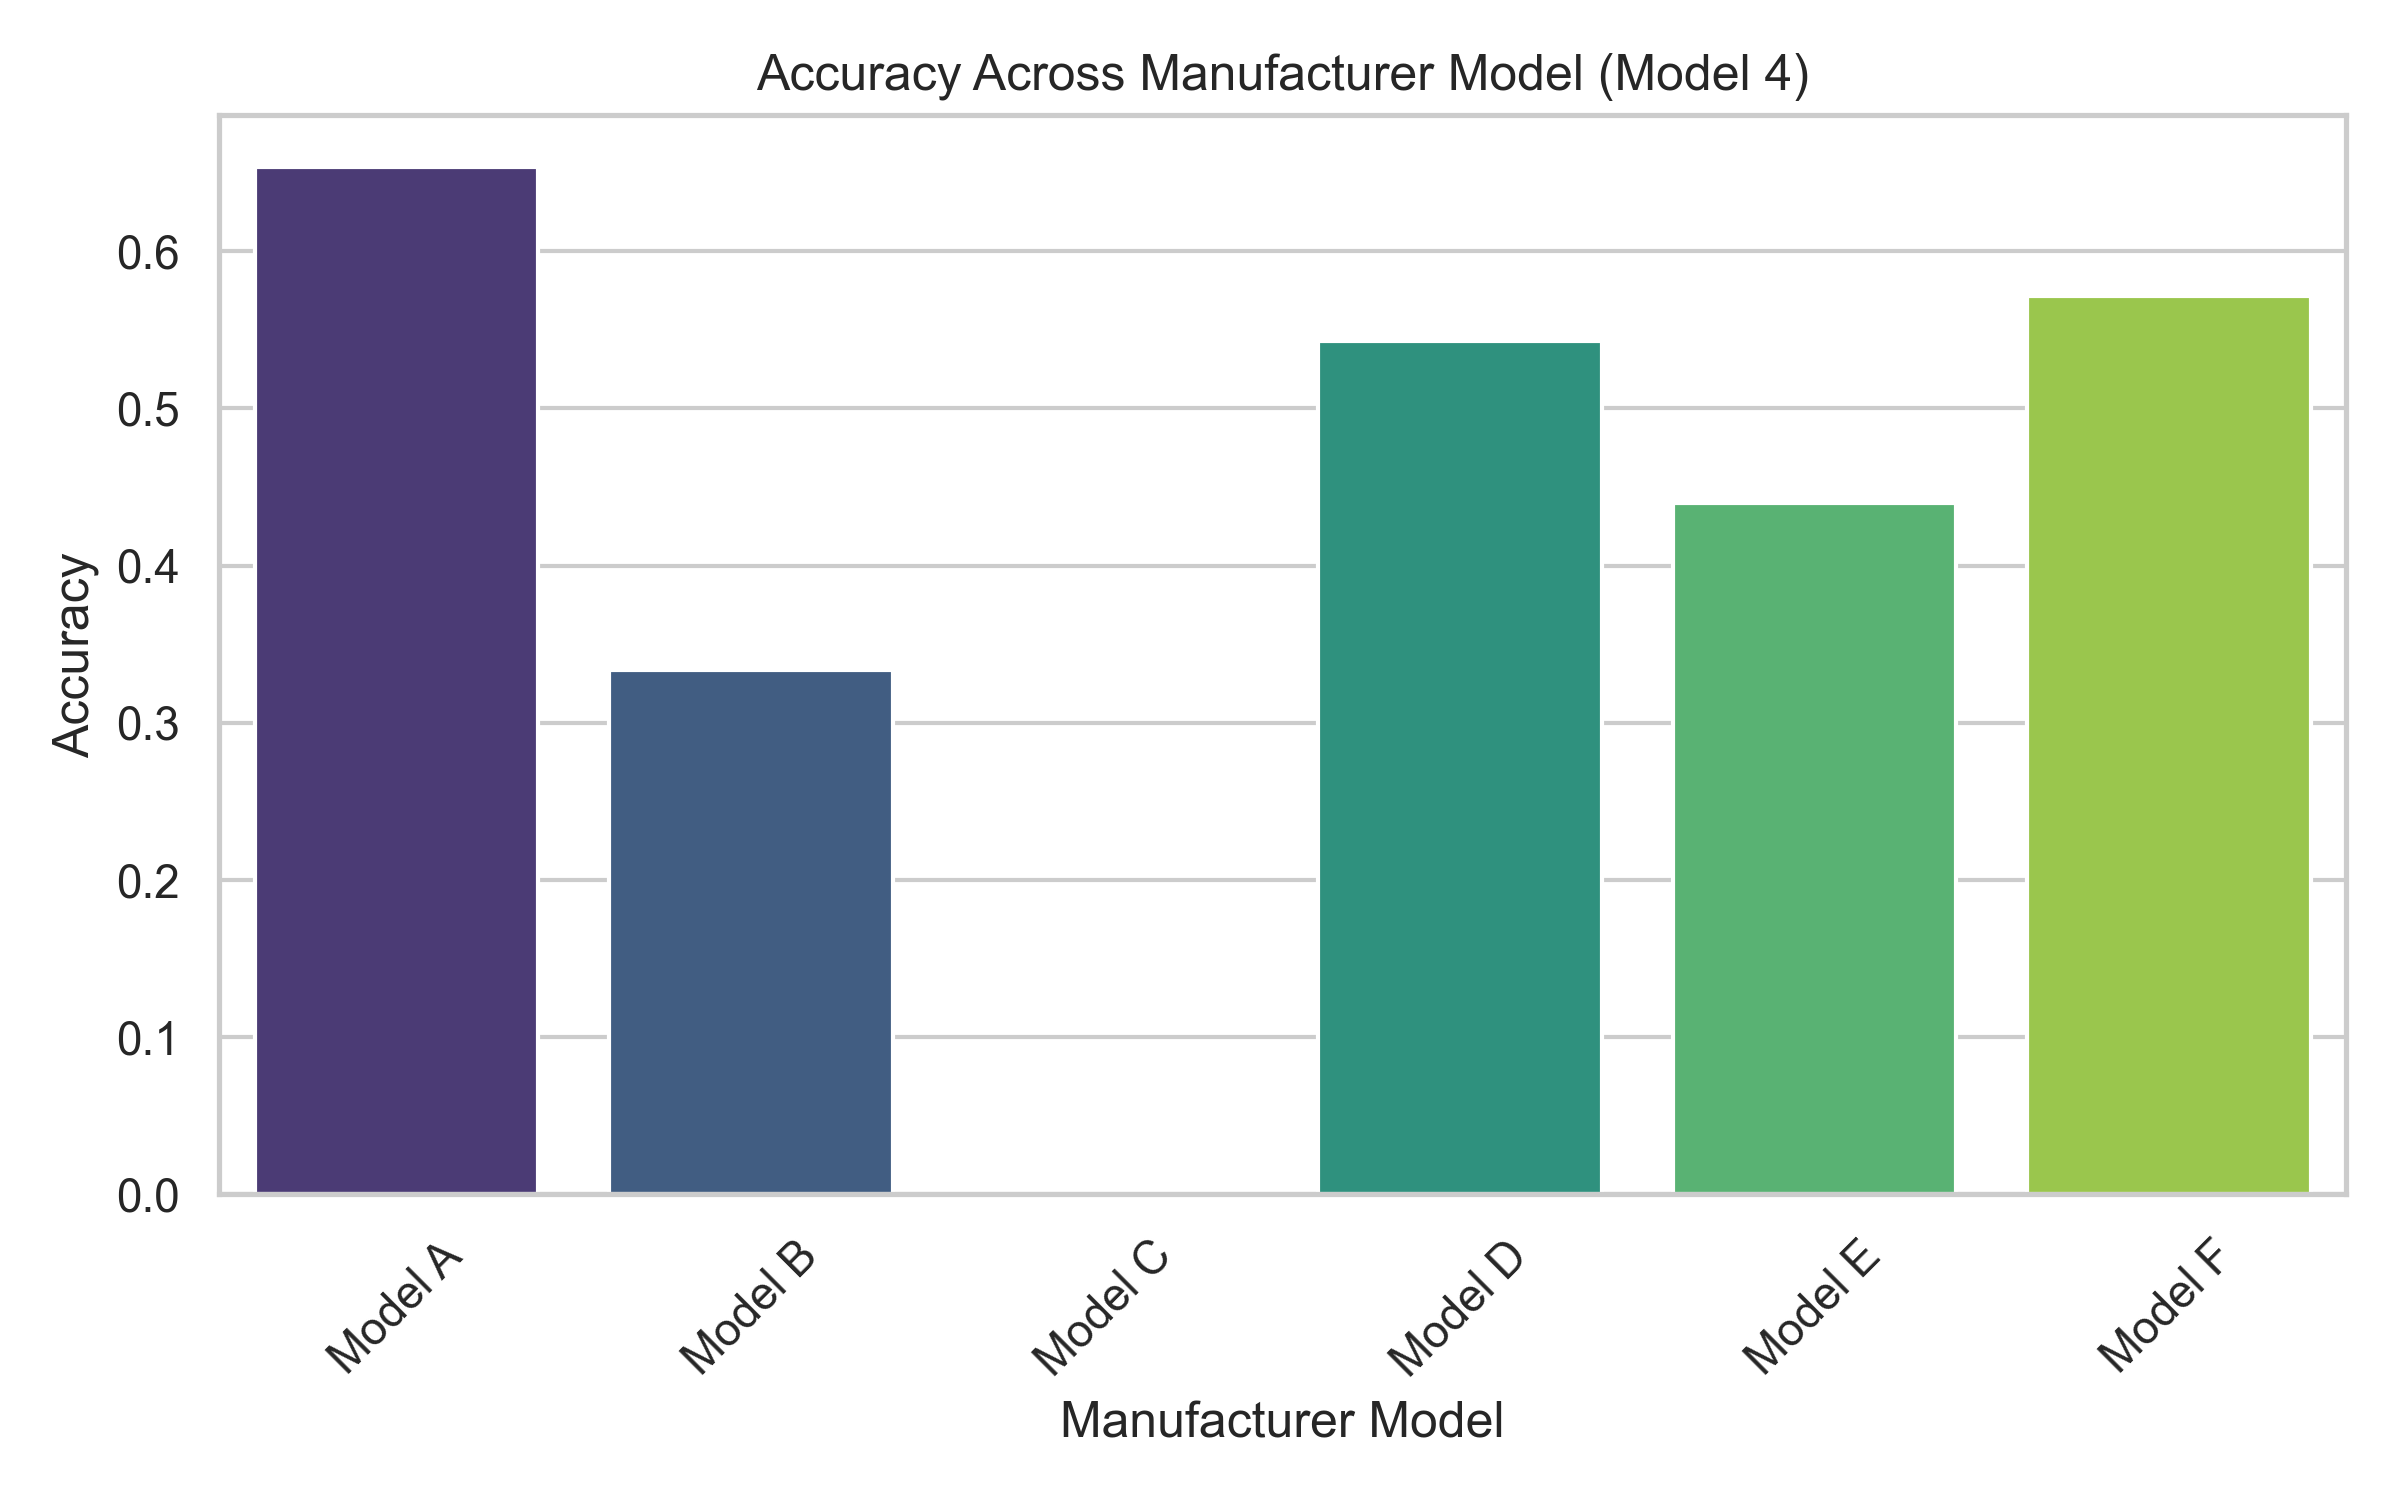 Accuracy Across Manufacturer Model (Model 4)
Accuracy
0.6
0.5
0.4
0.3
0.2
0.1
0.0
Model A
Model B
Model C
Model D
Model E
Model F
Manufacturer Model